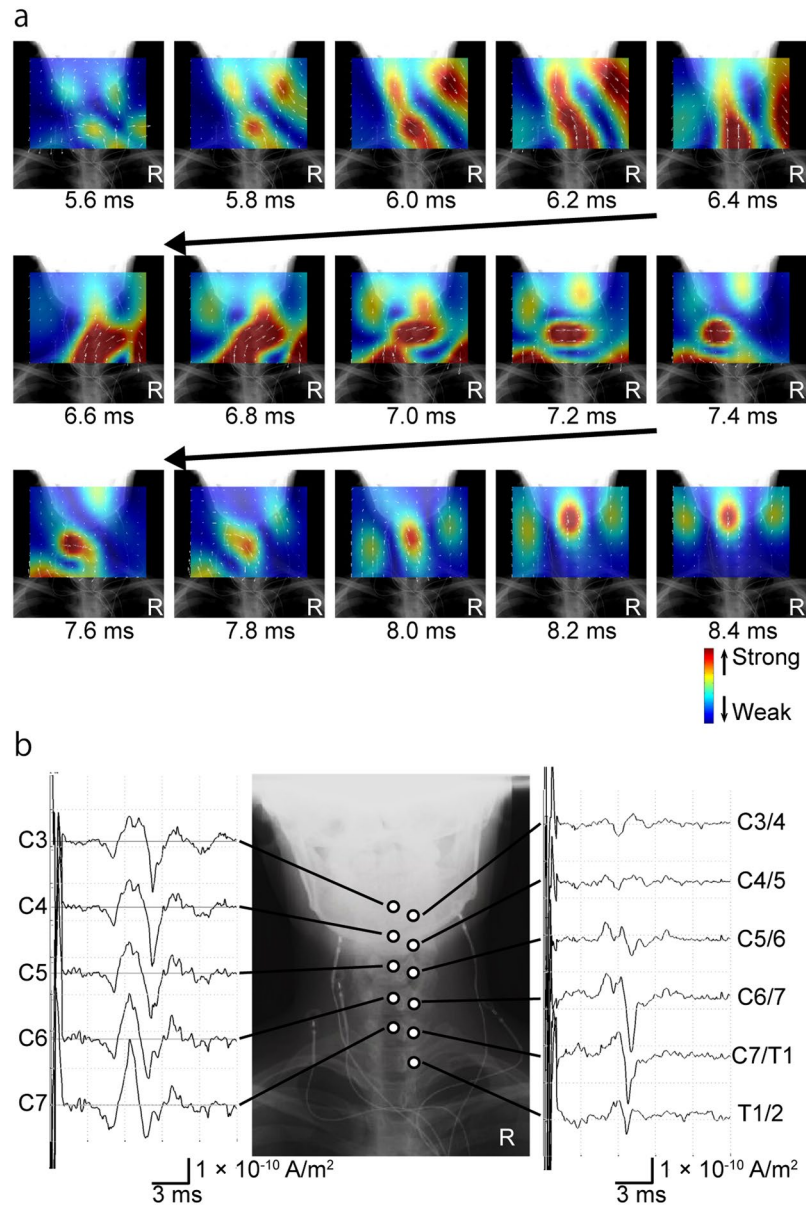 a
R R R R R
5.6 ms 5.8 ms 6.0 ms 6.2 ms 6.4 ms
R R R R R
6.6 ms 6.8 ms 7.0 ms 7.2 ms 7.4 ms
R R R R R
7.6 ms 7.8 ms 8.0 ms 8.2 ms 8.4 ms
Strong
Weak
b
C3
C4
C5
C6
C7
C3/4
C4/5
C5/6
C6/7
C7/T1
T1/2
R
1 × 10⁻¹⁰ A/m²
3 ms
1 × 10⁻¹⁰ A/m²
3 ms